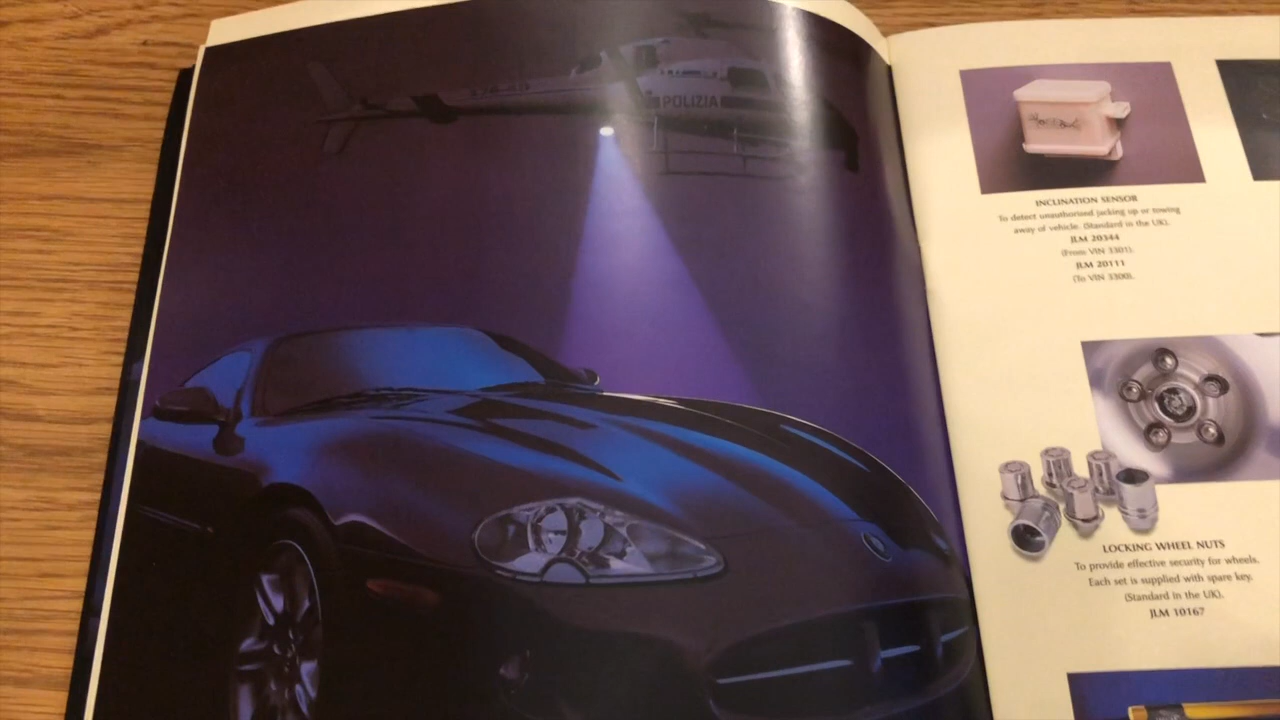 POLIZIA
INCLINATION SENSOR
To detect unauthorised jacking up or towing
away of vehicle. (Standard in the UK).
JLM 20344
(From VIN 3301).
JLM 20111
(To VIN 3300).
LOCKING WHEEL NUTS
To provide effective security for wheels.
Each set is supplied with spare key.
(Standard in the UK).
JLM 10167